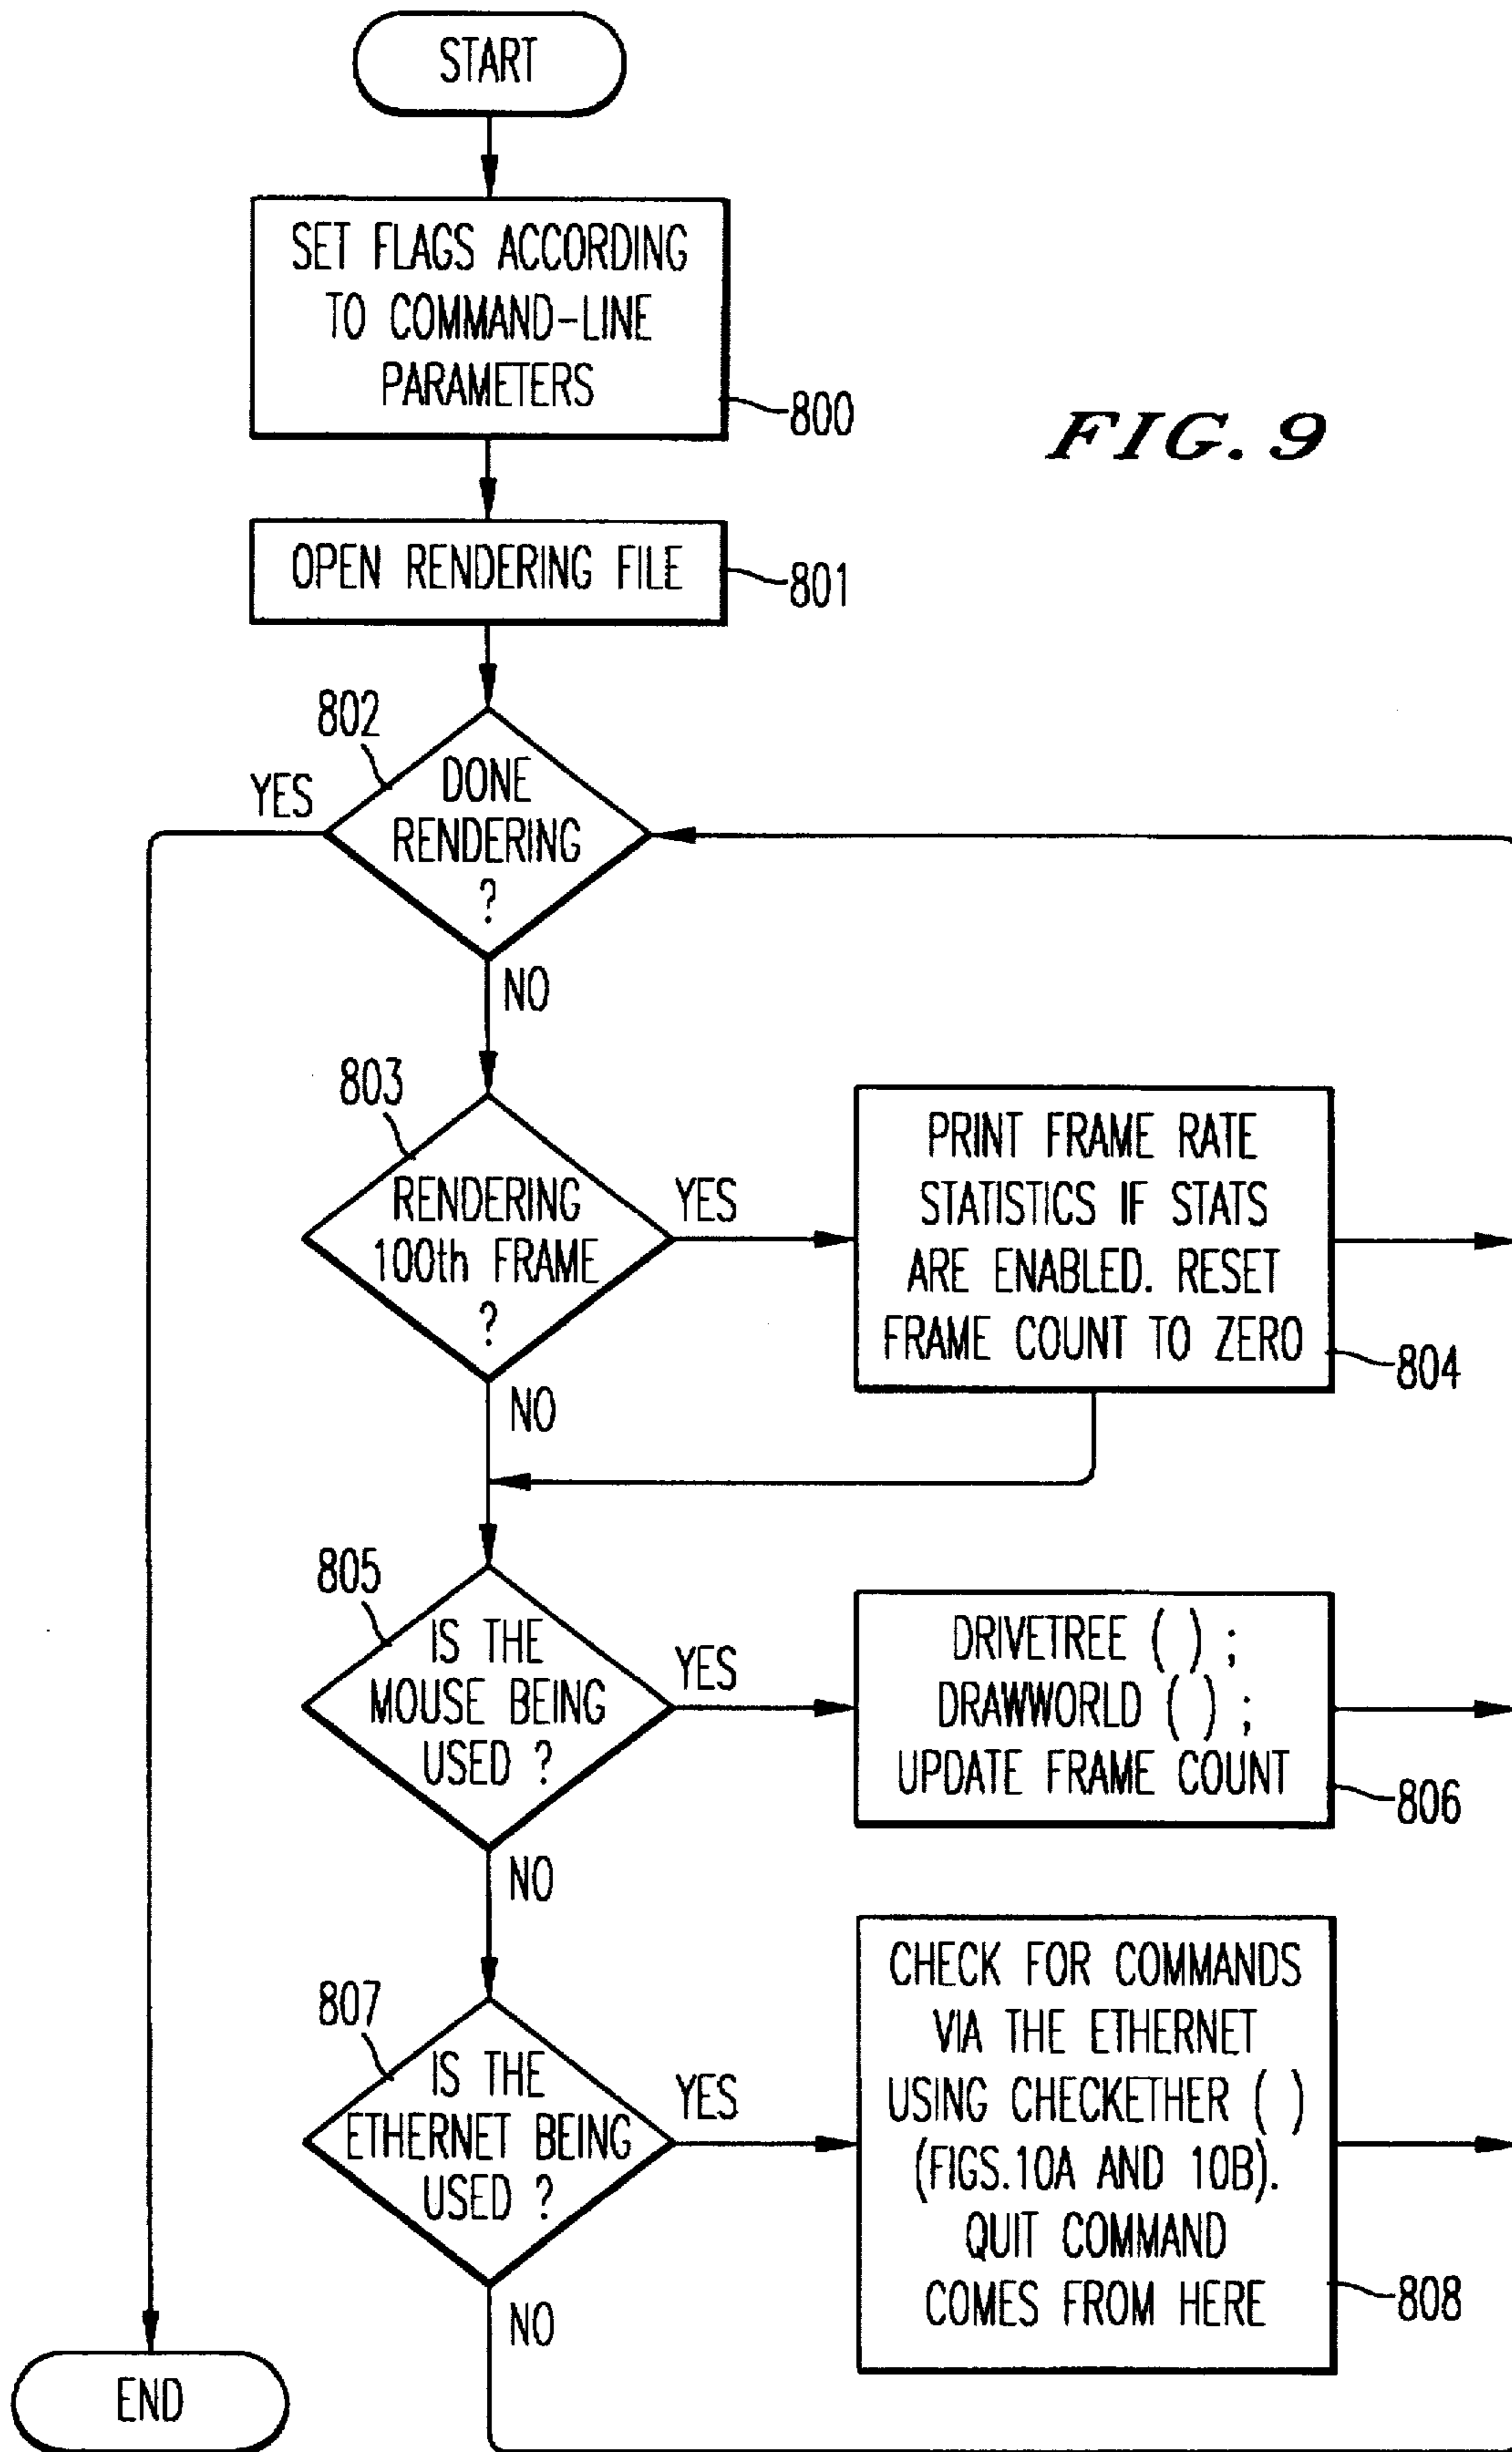 START
SET FLAGS ACCORDING
TO COMMAND-LINE
PARAMETERS
800
FIG. 9
OPEN RENDERING FILE
801
802
YES
DONE
RENDERING
?
NO
803
RENDERING
100th FRAME
?
YES
PRINT FRAME RATE
STATISTICS IF STATS
ARE ENABLED. RESET
FRAME COUNT TO ZERO
804
NO
805
IS THE
MOUSE BEING
USED ?
YES
DRIVETREE ( ) ;
DRAWWORLD ( ) ;
UPDATE FRAME COUNT
806
NO
807
IS THE
ETHERNET BEING
USED ?
YES
CHECK FOR COMMANDS
VIA THE ETHERNET
USING CHECKETHER ( )
(FIGS.10A AND 10B).
QUIT COMMAND
COMES FROM HERE
808
NO
END